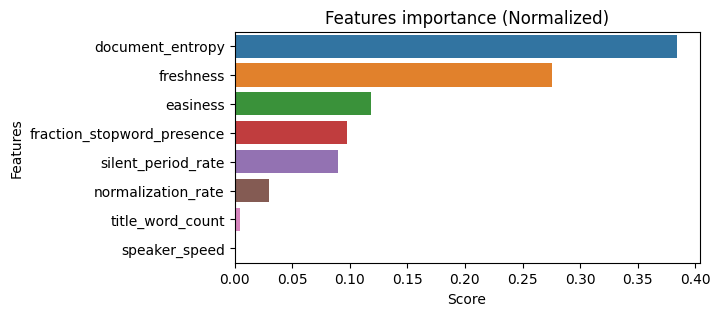 Features importance (Normalized)
document_entropy
freshness
easiness
fraction_stopword_presence
silent_period_rate
normalization_rate
title_word_count
speaker_speed
Features
0.00 0.05 0.10 0.15 0.20 0.25 0.30 0.35 0.40
Score